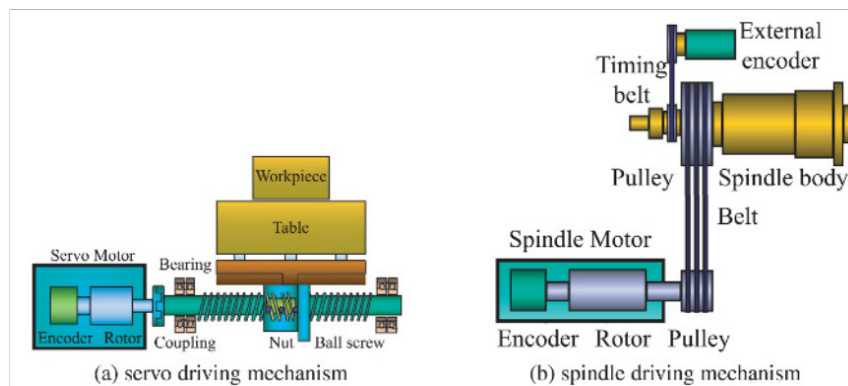 Workpiece
Table
Servo Motor
Bearing
Encoder
Rotor
Coupling
Nut
Ball screw
(a) servo driving mechanism
External
encoder
Timing
belt
Pulley
Spindle body
Belt
Spindle Motor
Encoder
Rotor
Pulley
(b) spindle driving mechanism